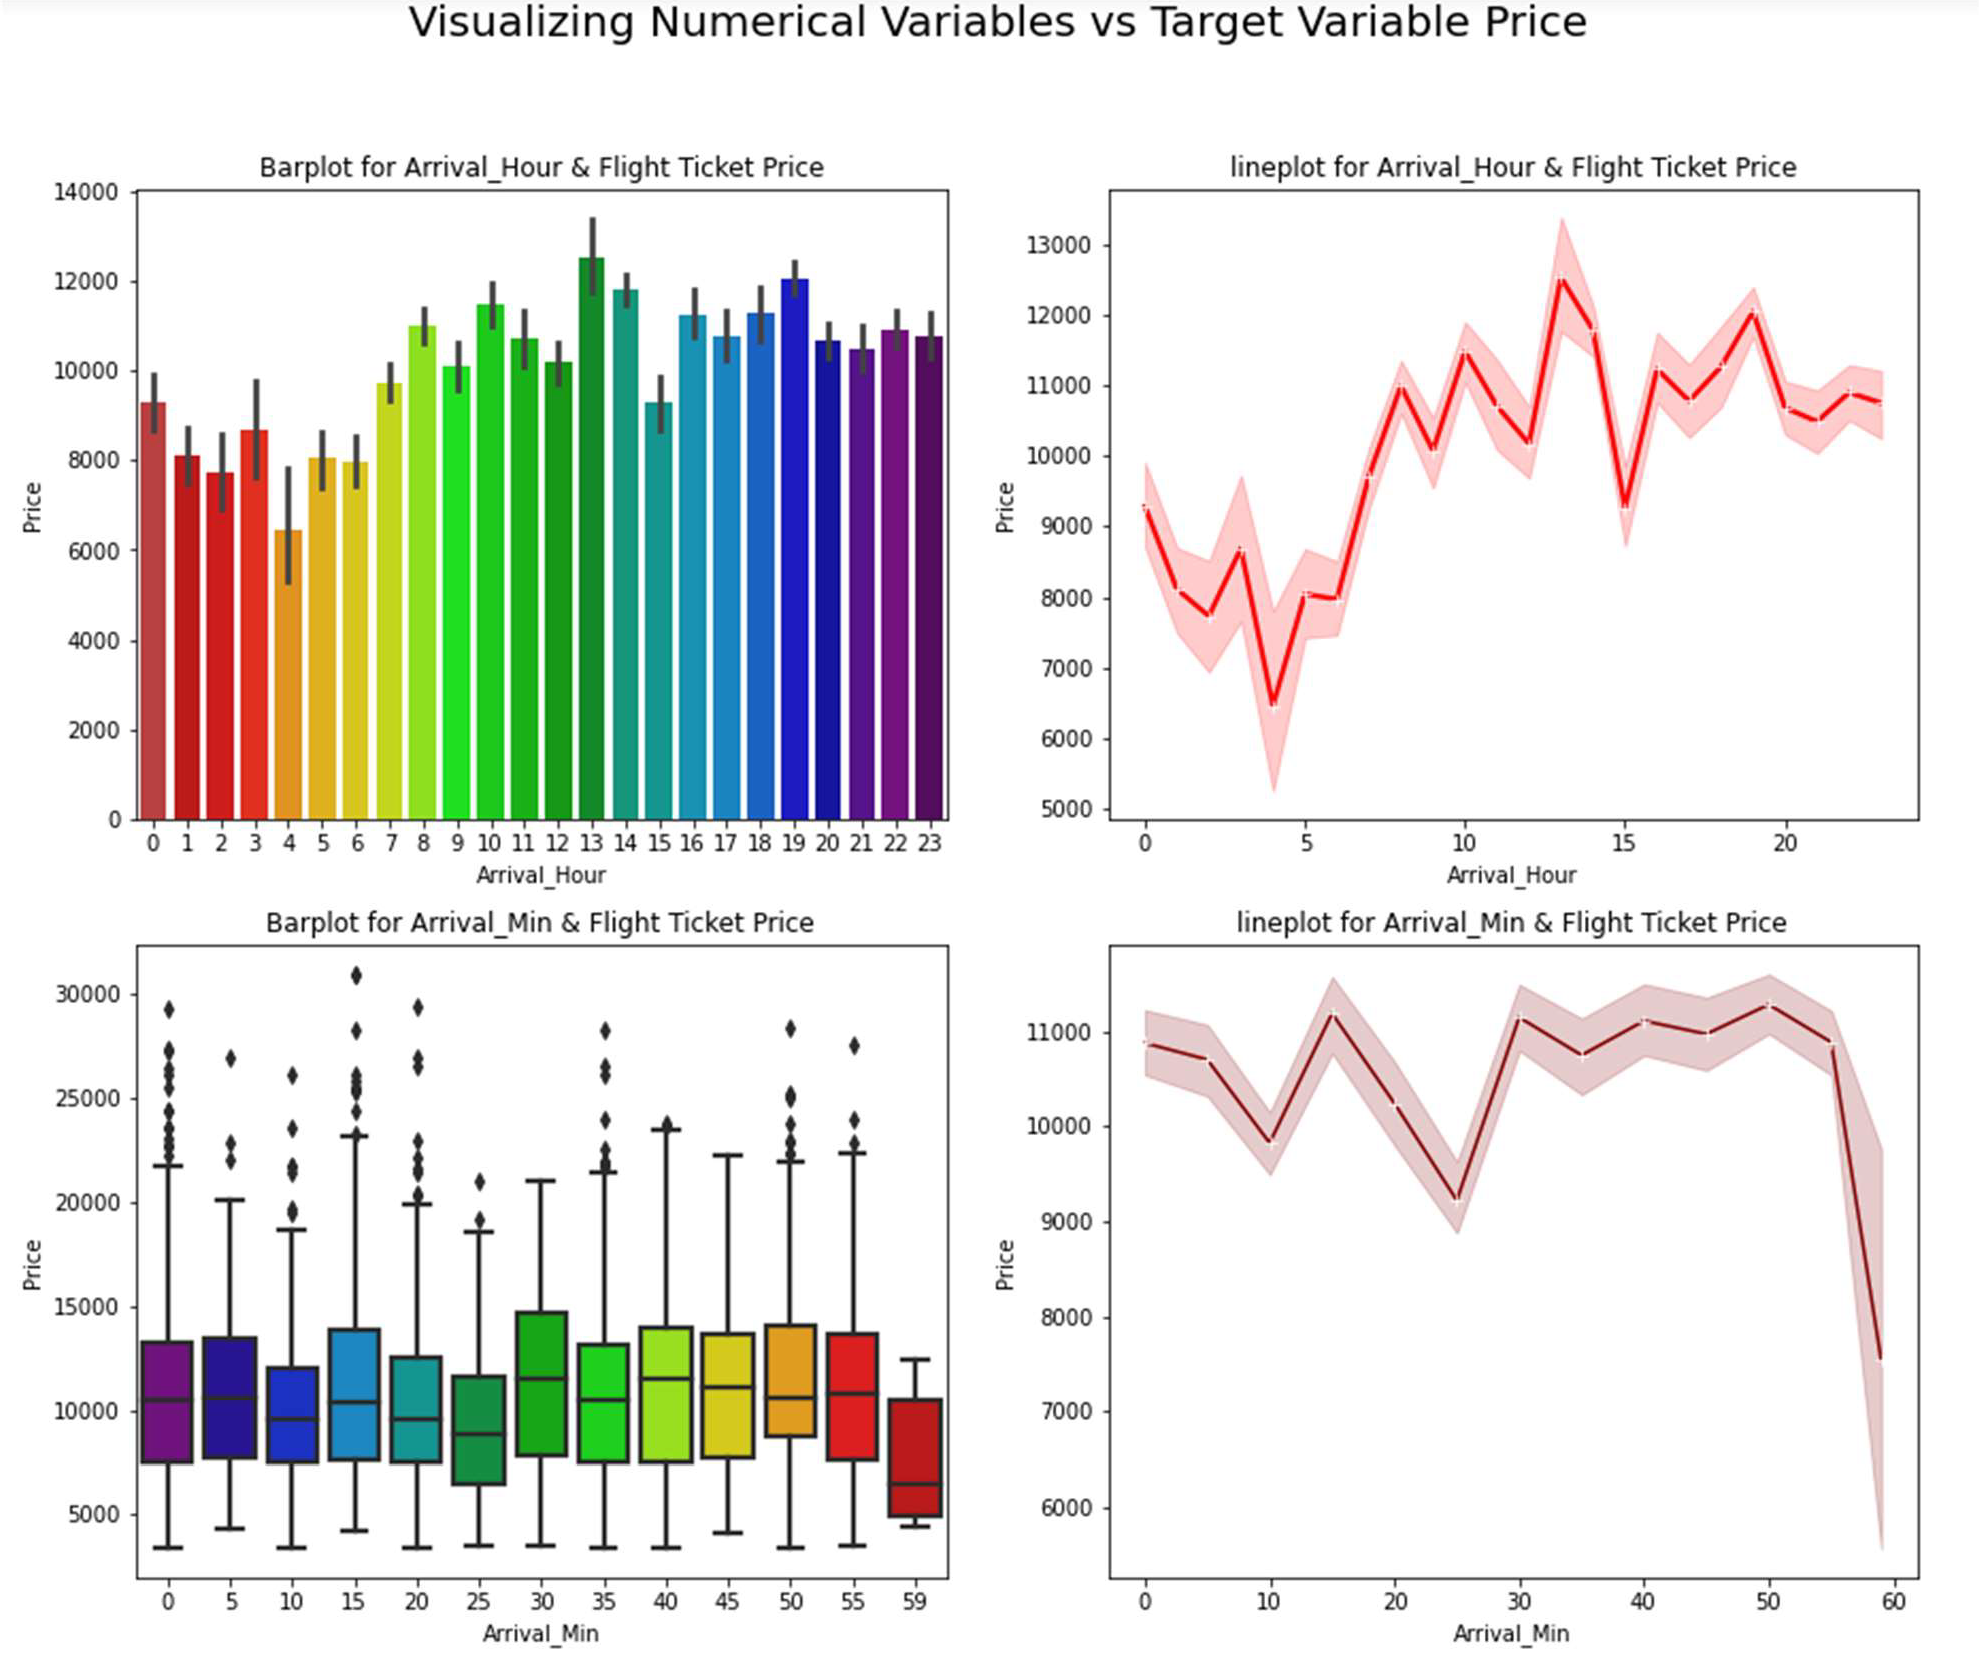 Visualizing Numerical Variables vs Target Variable Price
Barplot for Arrival_Hour & Flight Ticket Price
14000
12000
10000
8000
6000
4000
2000
0
Price
0 1 2 3 4 5 6 7 8 9 10 11 12 13 14 15 16 17 18 19 20 21 22 23
Arrival_Hour
lineplot for Arrival_Hour & Flight Ticket Price
13000
12000
11000
10000
9000
8000
7000
6000
5000
Price
0 5 10 15 20
Arrival_Hour
Barplot for Arrival_Min & Flight Ticket Price
30000
25000
20000
15000
10000
5000
Price
0 5 10 15 20 25 30 35 40 45 50 55 59
Arrival_Min
lineplot for Arrival_Min & Flight Ticket Price
11000
10000
9000
8000
7000
6000
Price
0 10 20 30 40 50 60
Arrival_Min